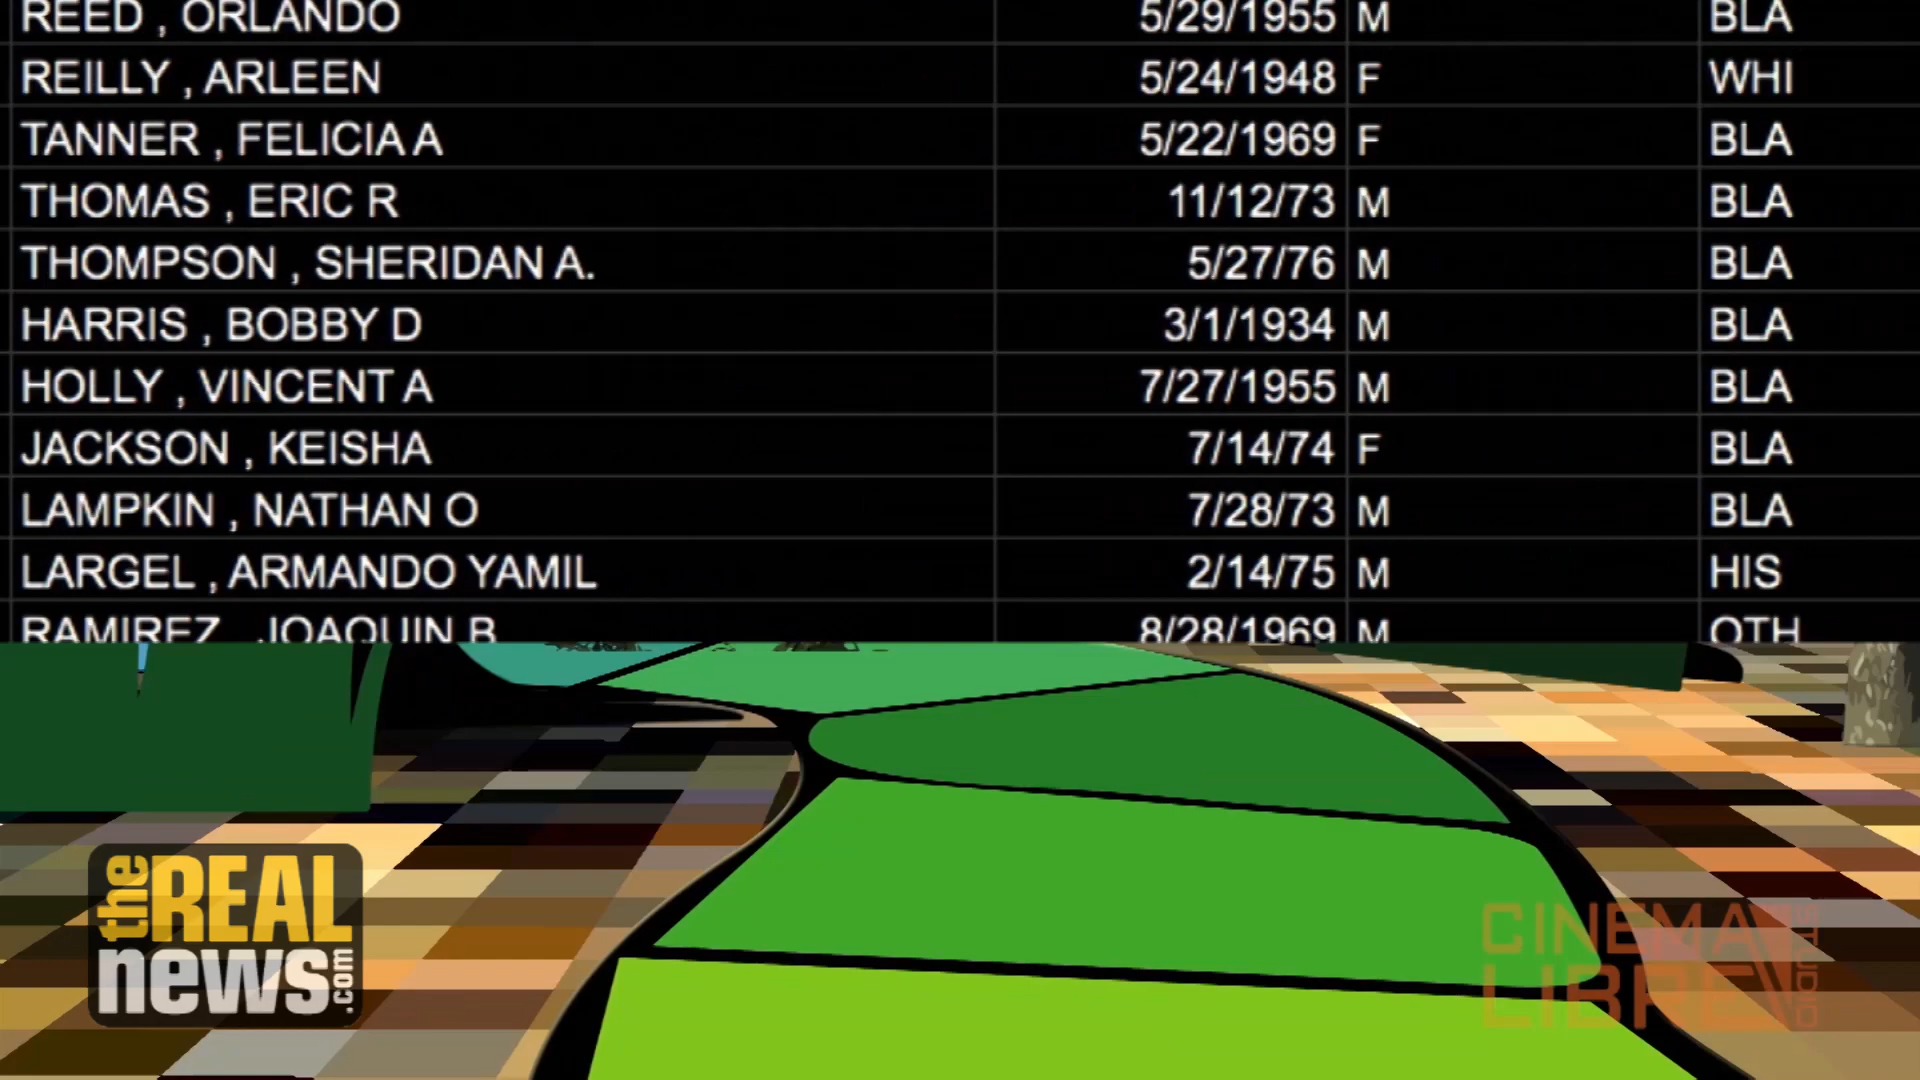 REED , ORLANDO 5/29/1955 M BLA
REILLY , ARLEEN 5/24/1948 F WHI
TANNER , FELICIA A 5/22/1969 F BLA
THOMAS , ERIC R 11/12/73 M BLA
THOMPSON , SHERIDAN A. 5/27/76 M BLA
HARRIS , BOBBY D 3/1/1934 M BLA
HOLLY , VINCENT A 7/27/1955 M BLA
JACKSON , KEISHA 7/14/74 F BLA
LAMPKIN , NATHAN O 7/28/73 M BLA
LARGEL , ARMANDO YAMIL 2/14/75 M HIS
RAMIREZ , JOAQUIN B 8/28/1969 M OTH
the REAL
news.com
CINEMA
LIBRE
STUDIO